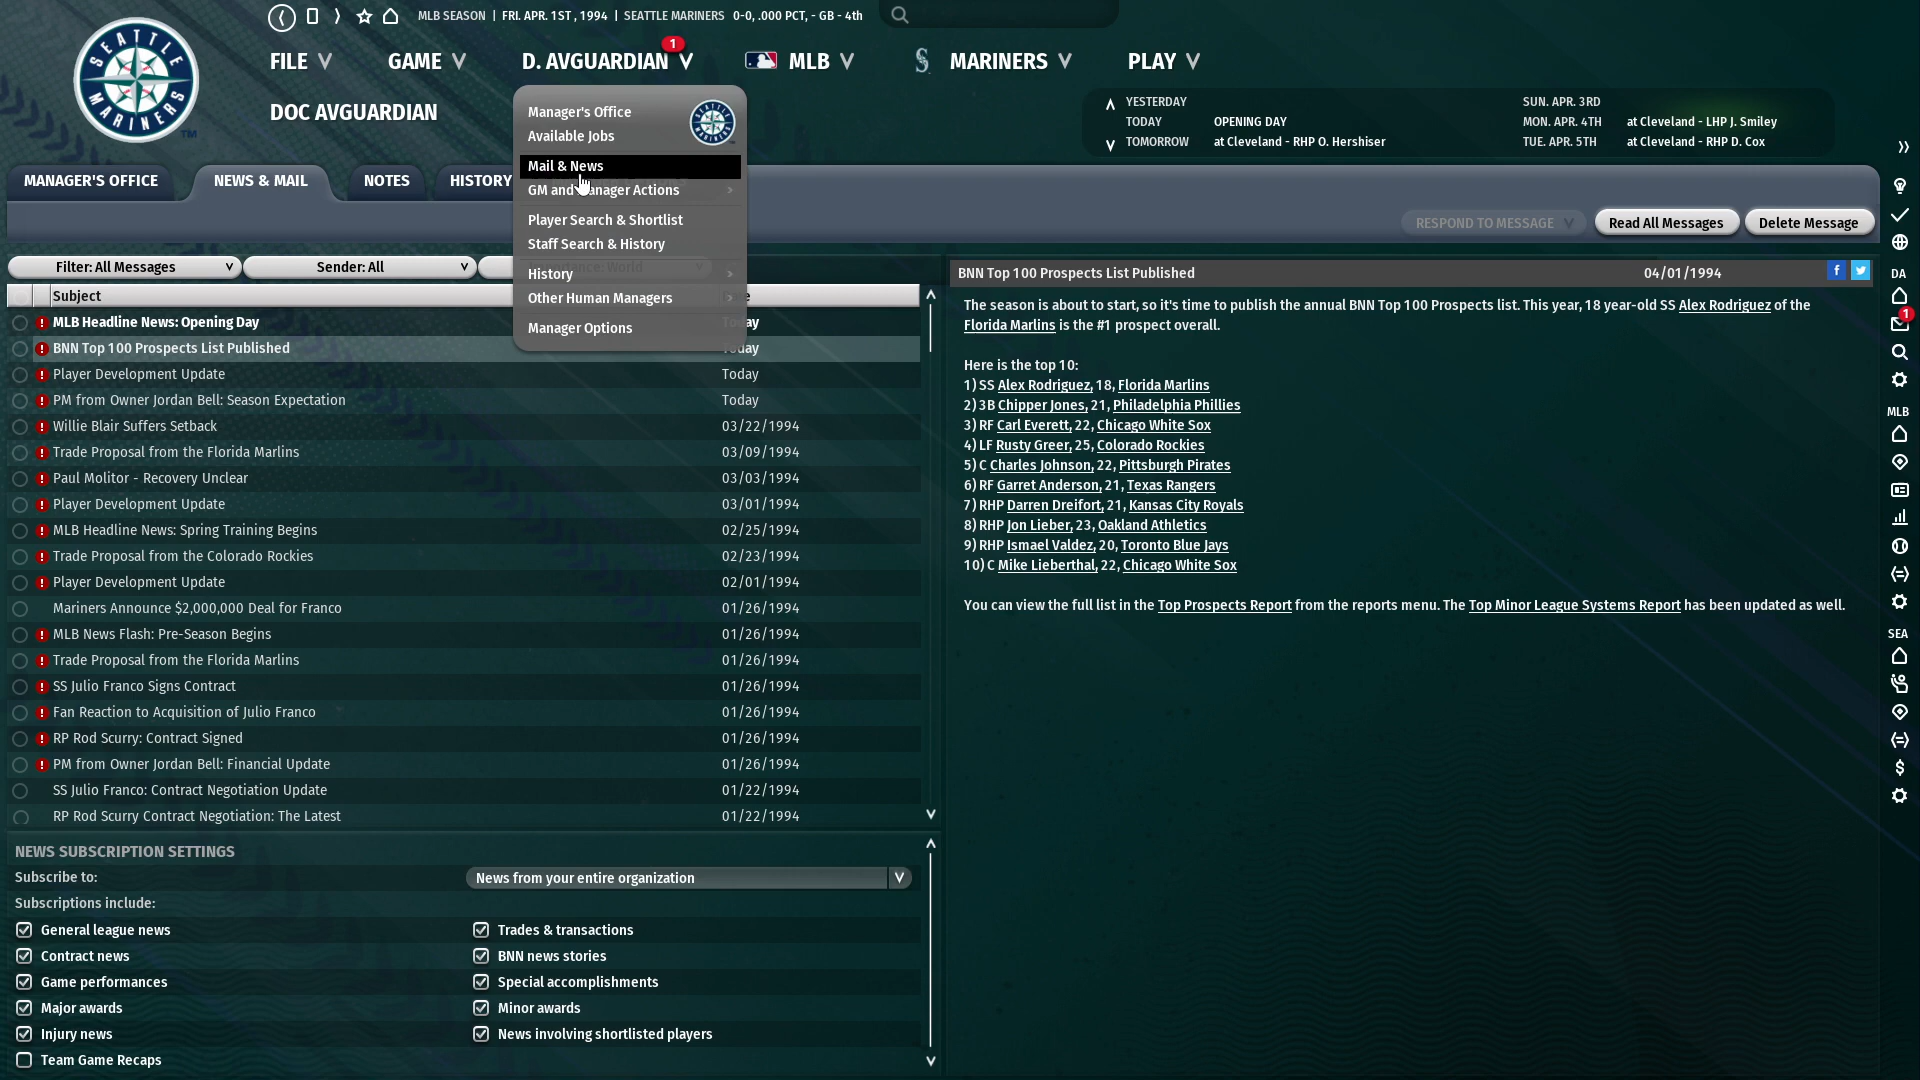 MLB SEASON | FRI. APR. 1ST , 1994 | SEATTLE MARINERS 0-0, .000 PCT, - GB - 4th
SEATTLE MARINERS
TM
FILE
GAME
D. AVGUARDIAN
1
MLB
MARINERS
PLAY
DOC AVGUARDIAN
YESTERDAY
TODAY OPENING DAY
TOMORROW at Cleveland - RHP O. Hershiser
SUN. APR. 3RD
MON. APR. 4TH at Cleveland - LHP J. Smiley
TUE. APR. 5TH at Cleveland - RHP D. Cox
Manager's Office
Available Jobs
Mail & News
GM and Manager Actions
Player Search & Shortlist
Staff Search & History
History
Other Human Managers
Manager Options
MANAGER'S OFFICE
NEWS & MAIL
NOTES
HISTORY
RESPOND TO MESSAGE
Read All Messages
Delete Message
Filter: All Messages
Sender: All
World
Subject
MLB Headline News: Opening Day Today
BNN Top 100 Prospects List Published Today
Player Development Update Today
PM from Owner Jordan Bell: Season Expectation Today
Willie Blair Suffers Setback 03/22/1994
Trade Proposal from the Florida Marlins 03/09/1994
Paul Molitor - Recovery Unclear 03/03/1994
Player Development Update 03/01/1994
MLB Headline News: Spring Training Begins 02/25/1994
Trade Proposal from the Colorado Rockies 02/23/1994
Player Development Update 02/01/1994
Mariners Announce $2,000,000 Deal for Franco 01/26/1994
MLB News Flash: Pre-Season Begins 01/26/1994
Trade Proposal from the Florida Marlins 01/26/1994
SS Julio Franco Signs Contract 01/26/1994
Fan Reaction to Acquisition of Julio Franco 01/26/1994
RP Rod Scurry: Contract Signed 01/26/1994
PM from Owner Jordan Bell: Financial Update 01/26/1994
SS Julio Franco: Contract Negotiation Update 01/22/1994
RP Rod Scurry Contract Negotiation: The Latest 01/22/1994
NEWS SUBSCRIPTION SETTINGS
Subscribe to: News from your entire organization
Subscriptions include:
General league news Trades & transactions
Contract news BNN news stories
Game performances Special accomplishments
Major awards Minor awards
Injury news News involving shortlisted players
Team Game Recaps
BNN Top 100 Prospects List Published 04/01/1994
The season is about to start, so it's time to publish the annual BNN Top 100 Prospects list. This year, 18 year-old SS Alex Rodriguez of the
Florida Marlins is the #1 prospect overall.
Here is the top 10:
1) SS Alex Rodriguez, 18, Florida Marlins
2) 3B Chipper Jones, 21, Philadelphia Phillies
3) RF Carl Everett, 22, Chicago White Sox
4) LF Rusty Greer, 25, Colorado Rockies
5) C Charles Johnson, 22, Pittsburgh Pirates
6) RF Garret Anderson, 21, Texas Rangers
7) RHP Darren Dreifort, 21, Kansas City Royals
8) RHP Jon Lieber, 23, Oakland Athletics
9) RHP Ismael Valdez, 20, Toronto Blue Jays
10) C Mike Lieberthal, 22, Chicago White Sox
You can view the full list in the Top Prospects Report from the reports menu. The Top Minor League Systems Report has been updated as well.
DA
1
MLB
SEA